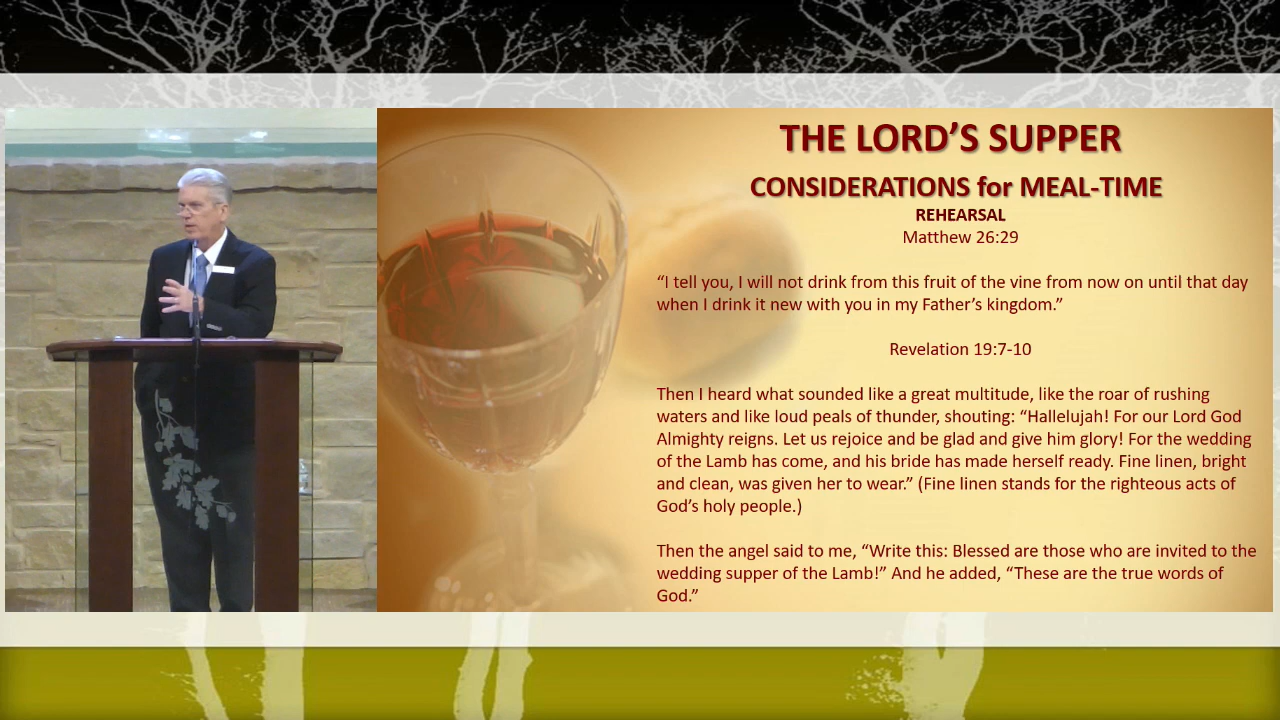 THE LORD’S SUPPER
CONSIDERATIONS for MEAL-TIME
REHEARSAL
Matthew 26:29
“I tell you, I will not drink from this fruit of the vine from now on until that day
when I drink it new with you in my Father’s kingdom.”
Revelation 19:7-10
Then I heard what sounded like a great multitude, like the roar of rushing
waters and like loud peals of thunder, shouting: “Hallelujah! For our Lord God
Almighty reigns. Let us rejoice and be glad and give him glory! For the wedding
of the Lamb has come, and his bride has made herself ready. Fine linen, bright
and clean, was given her to wear.” (Fine linen stands for the righteous acts of
God’s holy people.)
Then the angel said to me, “Write this: Blessed are those who are invited to the
wedding supper of the Lamb!” And he added, “These are the true words of
God.”